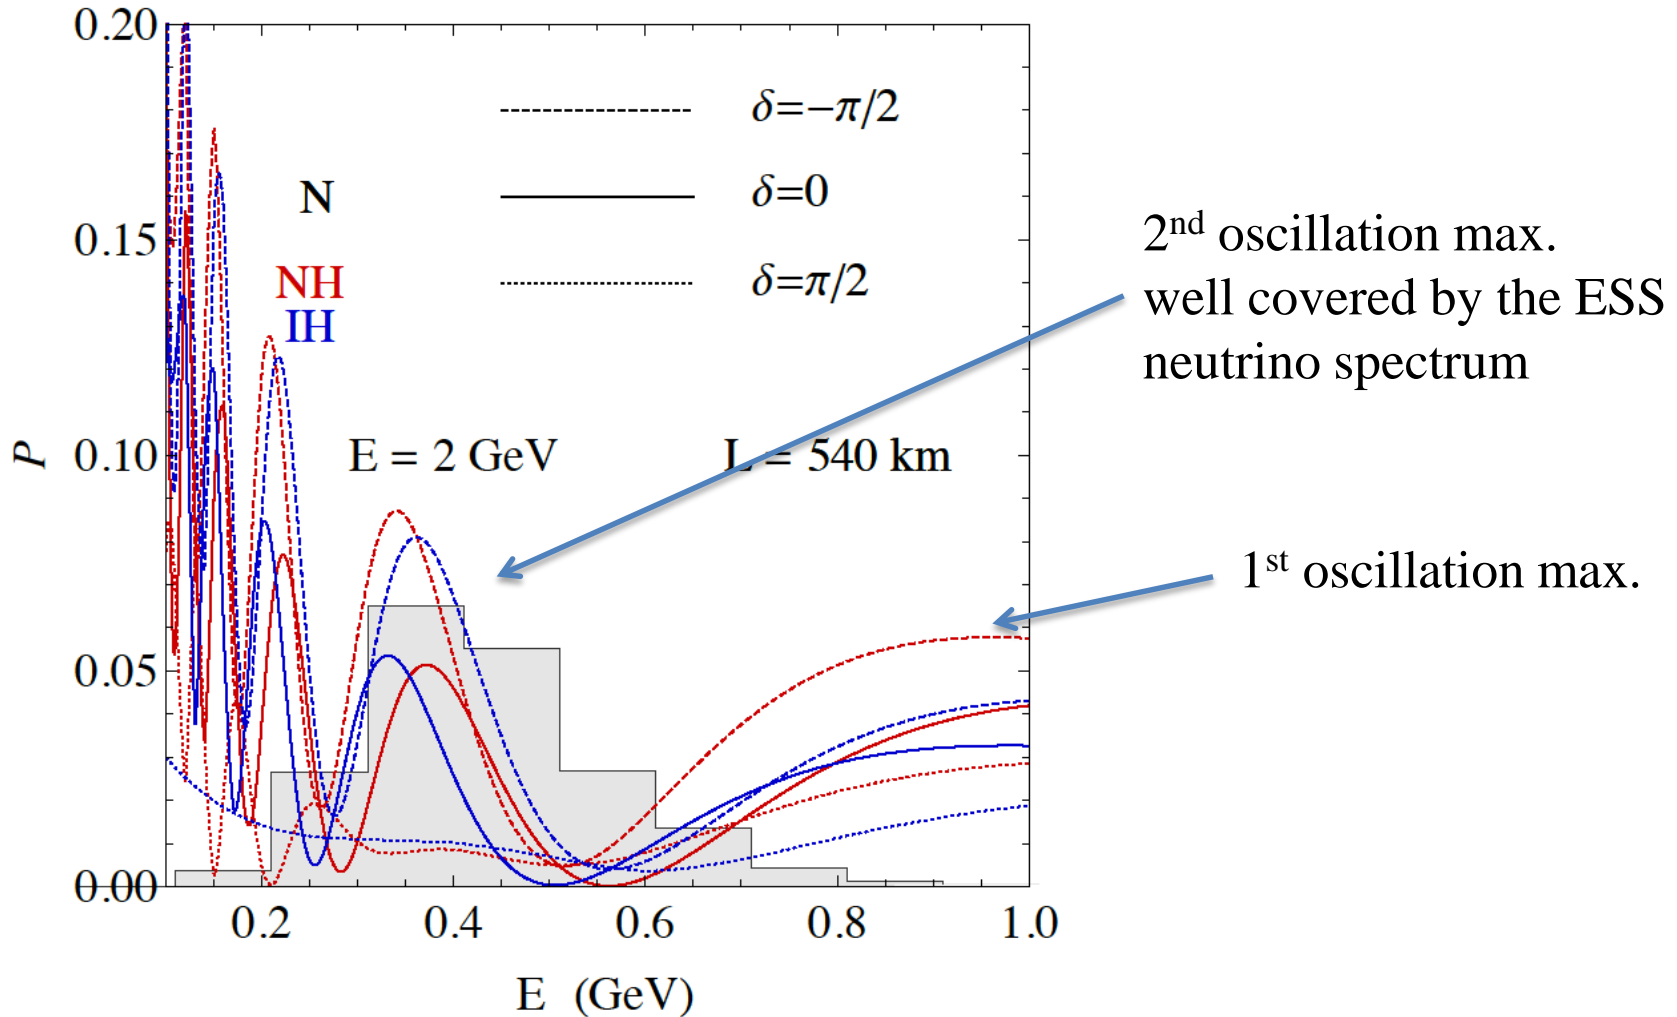 0.20
0.15
0.10
0.05
0.00
P
δ=−π/2
δ=0
δ=π/2
N
NH
IH
E = 2 GeV
L = 540 km
0.2
0.4
0.6
0.8
1.0
E (GeV)
2nd oscillation max.
well covered by the ESS
neutrino spectrum
1st oscillation max.